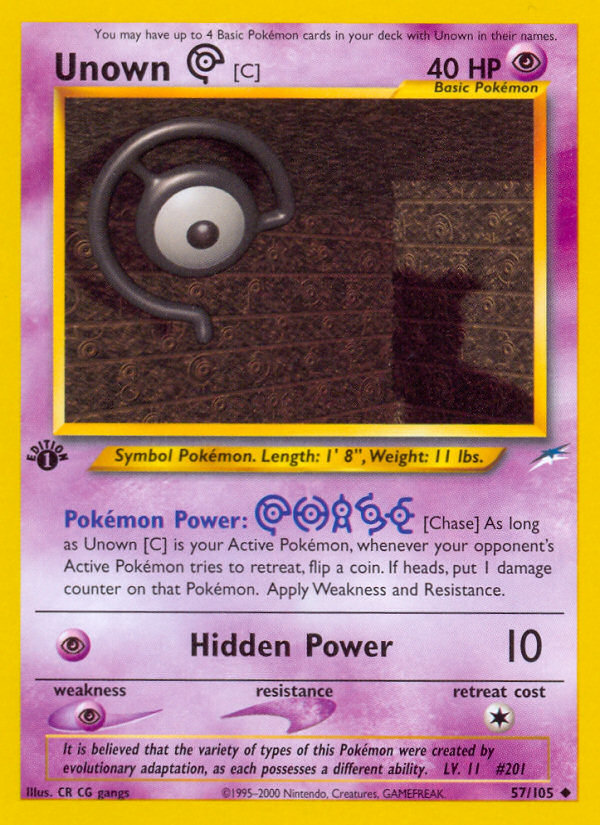 You may have up to 4 Basic Pokémon cards in your deck with Unown in their names.
Unown [C] 40 HP
Basic Pokémon
EDITION
1
Symbol Pokémon. Length: 1' 8", Weight: 11 lbs.
Pokémon Power: CHASE [Chase] As long
as Unown [C] is your Active Pokémon, whenever your opponent's
Active Pokémon tries to retreat, flip a coin. If heads, put 1 damage
counter on that Pokémon. Apply Weakness and Resistance.
Hidden Power 10
weakness resistance retreat cost
It is believed that the variety of types of this Pokémon were created by
evolutionary adaptation, as each possesses a different ability. LV. 11 #201
Illus. CR CG gangs ©1995-2000 Nintendo, Creatures, GAMEFREAK. 57/105